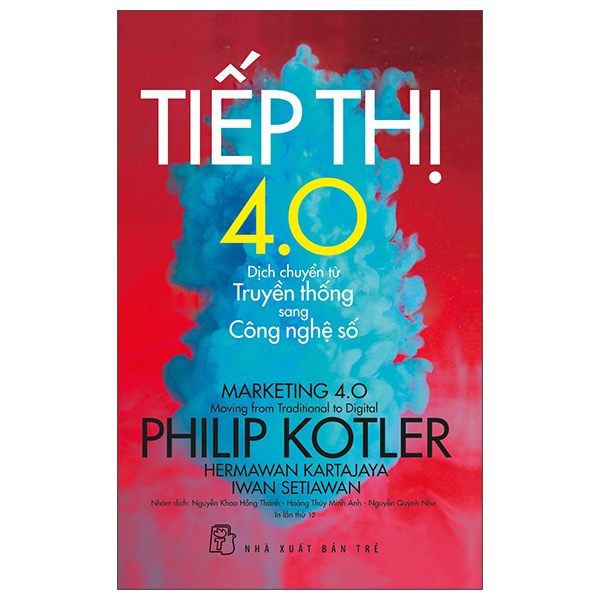 TIẾP THỊ
4.0
Dịch chuyển từ
Truyền thống
sang
Công nghệ số
MARKETING 4.0
Moving from Traditional to Digital
PHILIP KOTLER
HERMAWAN KARTAJAYA
IWAN SETIAWAN
Nhóm dịch: Nguyễn Khoa Hồng Thành - Hoàng Thùy Minh Anh - Nguyễn Quỳnh Như
In lần thứ 12
NHÀ XUẤT BẢN TRẺ